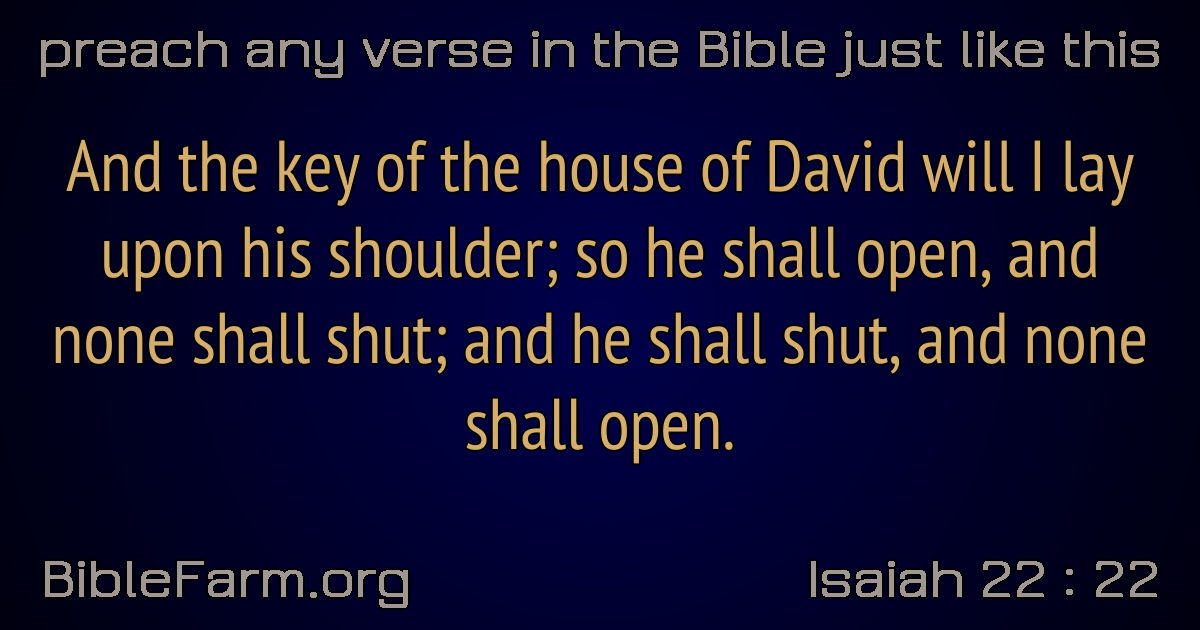 preach any verse in the Bible just like this
And the key of the house of David will I lay
upon his shoulder; so he shall open, and
none shall shut; and he shall shut, and none
shall open.
BibleFarm.org
Isaiah 22 : 22